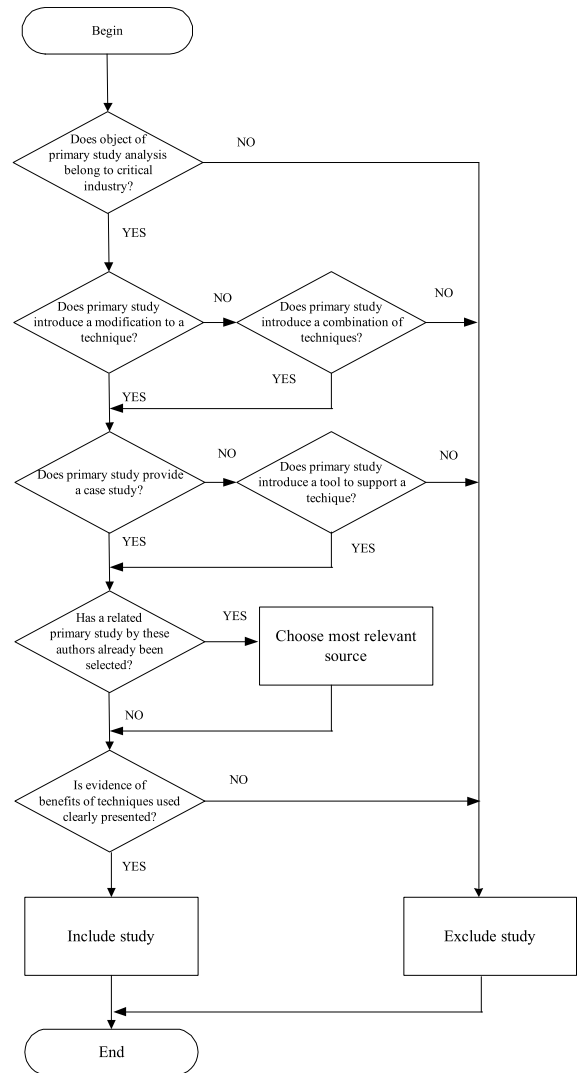 Begin
Does object of
primary study analysis
belong to critical
industry?
NO
YES
Does primary study
introduce a modification to a
technique?
NO
Does primary study
introduce a combination of
techniques?
NO
YES
YES
Does primary study provide
a case study?
NO
Does primary study
introduce a tool to support a
techique?
NO
YES
YES
Has a related
primary study by these
authors already been
selected?
YES
Choose most relevant
source
NO
Is evidence of
benefits of techniques used
clearly presented?
NO
YES
Include study
Exclude study
End